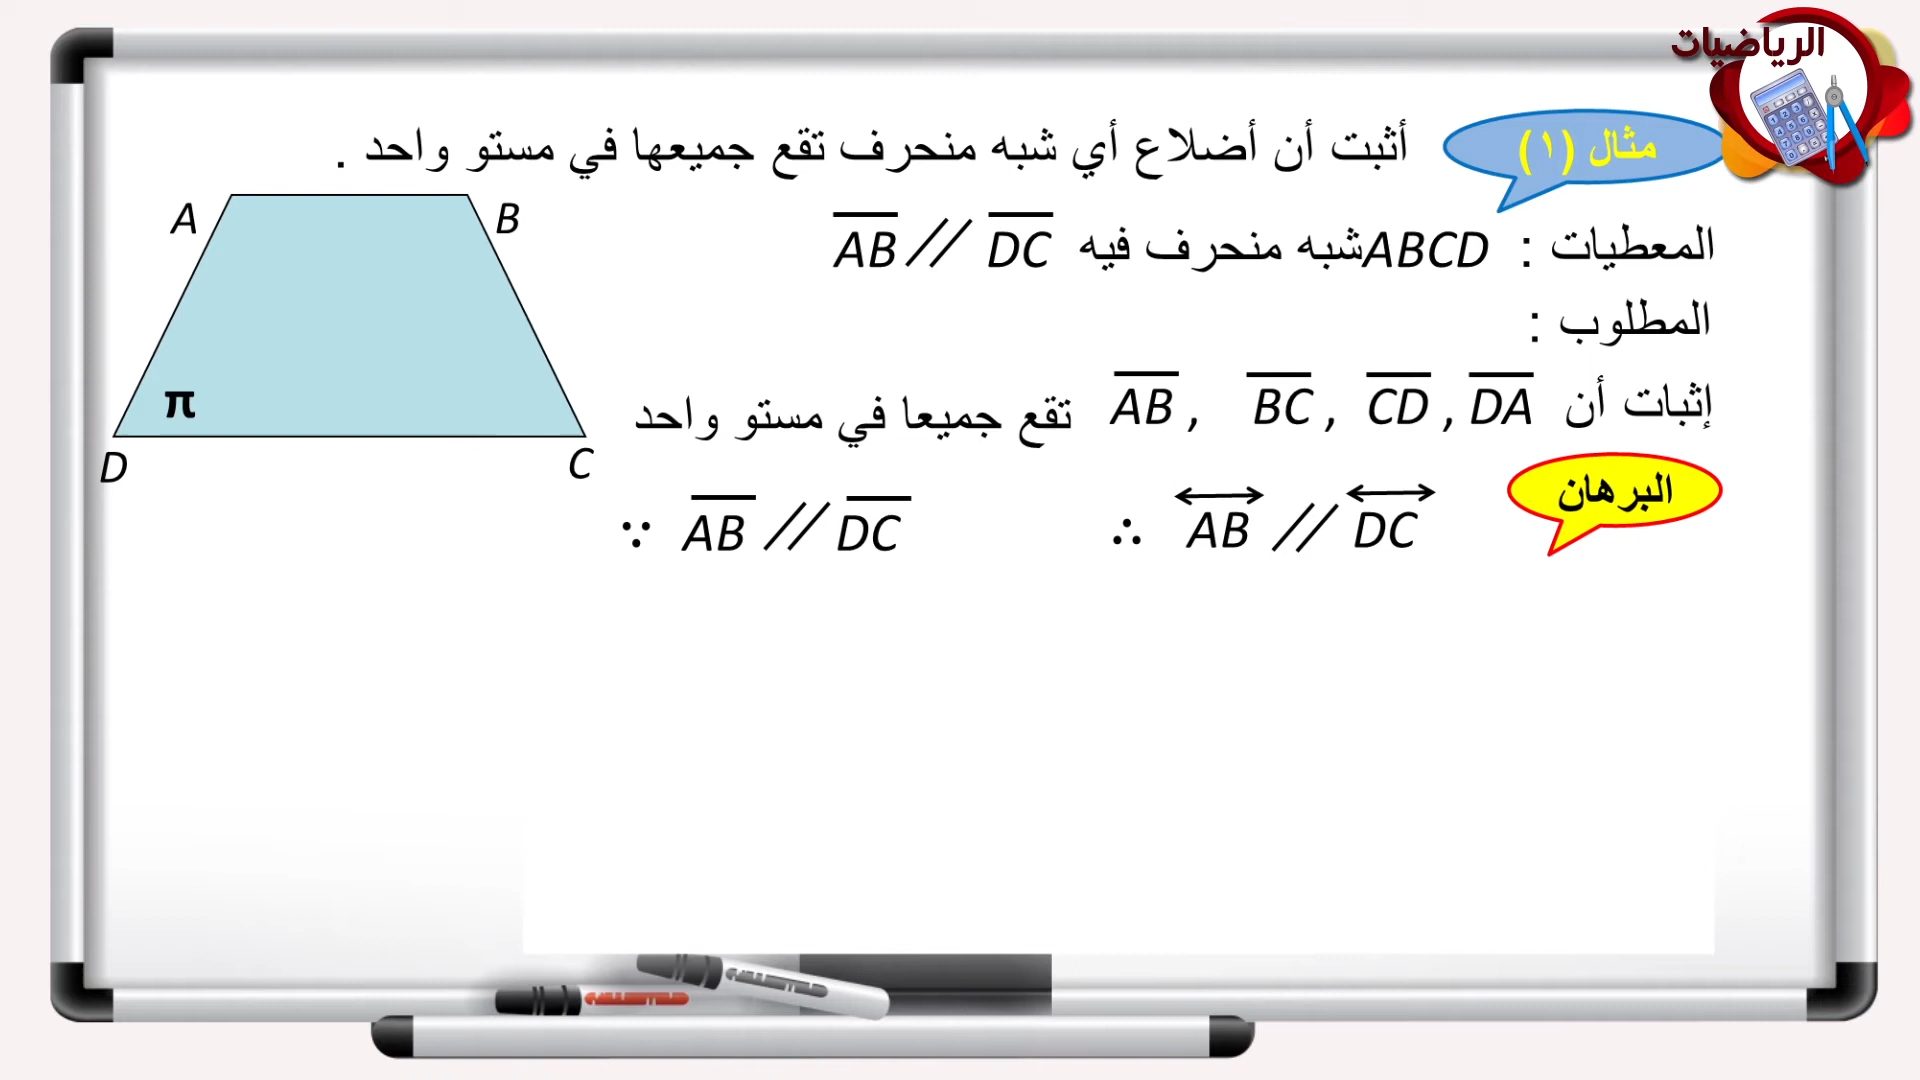 الرياضيات
مثال (١) أثبت أن أضلاع أي شبه منحرف تقع جميعها في مستو واحد .
المعطيات : ABCD شبه منحرف فيه AB // DC
المطلوب :
إثبات أن AB , BC , CD , DA تقع جميعا في مستو واحد
البرهان
∵ AB // DC ∴ AB // DC
A
B
π
D
C